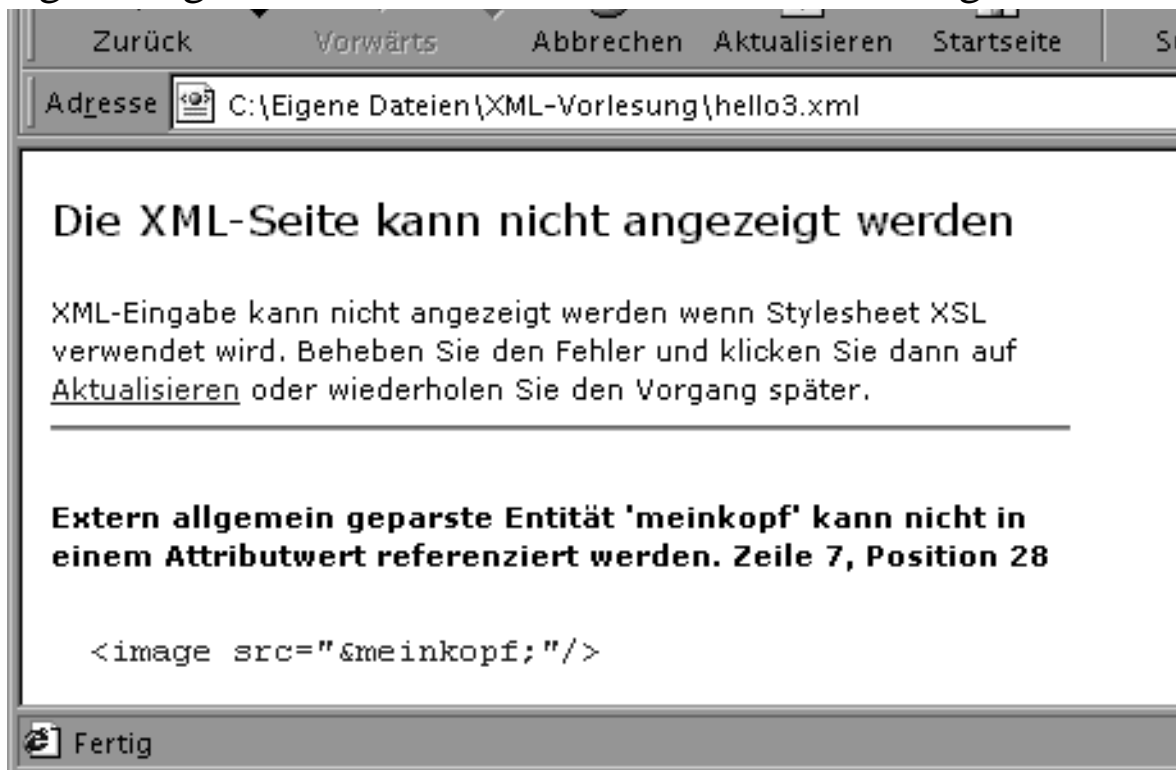 Zurück Vorwärts Abbrechen Aktualisieren Startseite
Adresse C:\Eigene Dateien\XML-Vorlesung\hello3.xml
Die XML-Seite kann nicht angezeigt werden
XML-Eingabe kann nicht angezeigt werden wenn Stylesheet XSL
verwendet wird. Beheben Sie den Fehler und klicken Sie dann auf
Aktualisieren oder wiederholen Sie den Vorgang später.
Extern allgemein geparste Entität 'meinkopf' kann nicht in
einem Attributwert referenziert werden. Zeile 7, Position 28
<image src="&meinkopf;"/>
Fertig